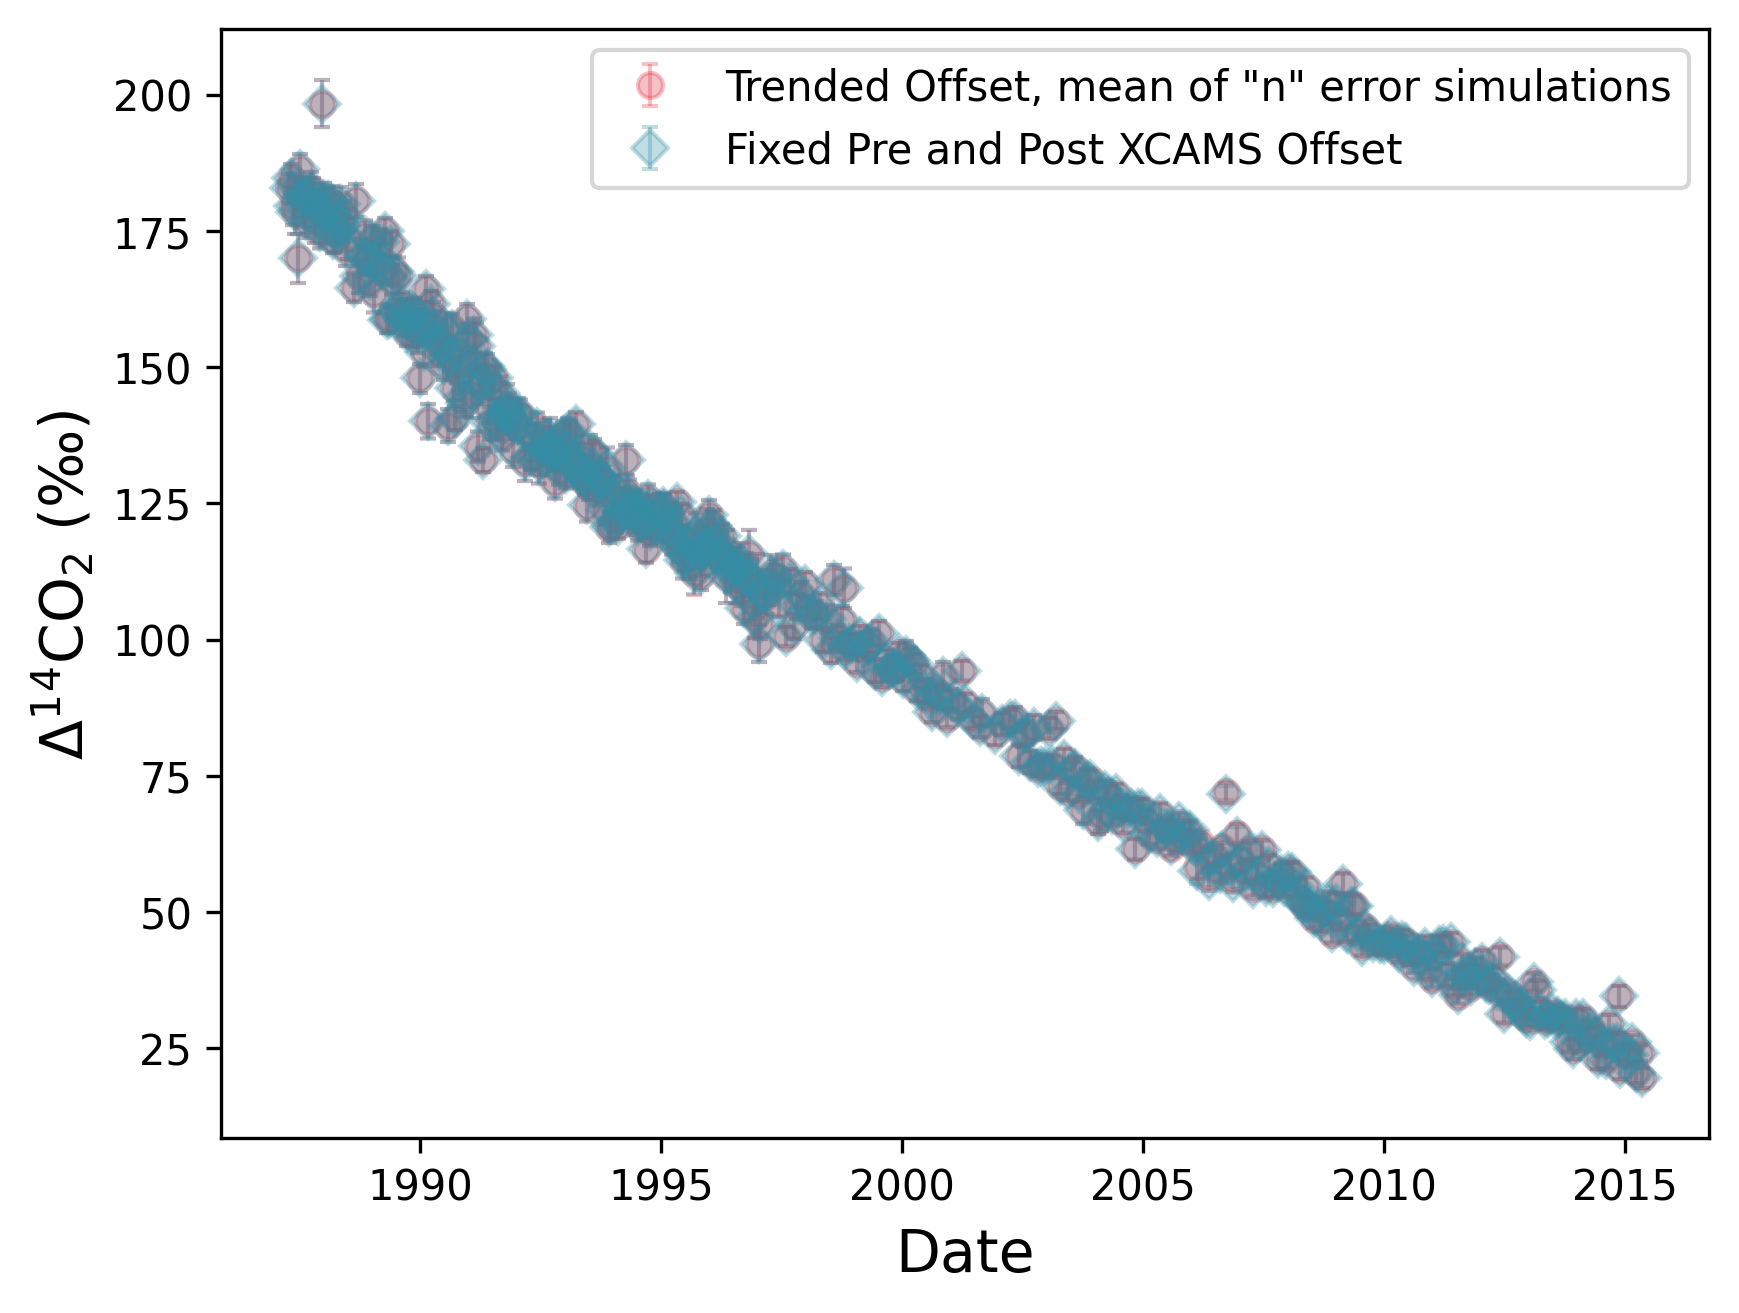 Trended Offset, mean of "n" error simulations
Fixed Pre and Post XCAMS Offset
200
175
150
125
100
75
50
25
Δ¹⁴CO₂ (‰)
1990 1995 2000 2005 2010 2015
Date